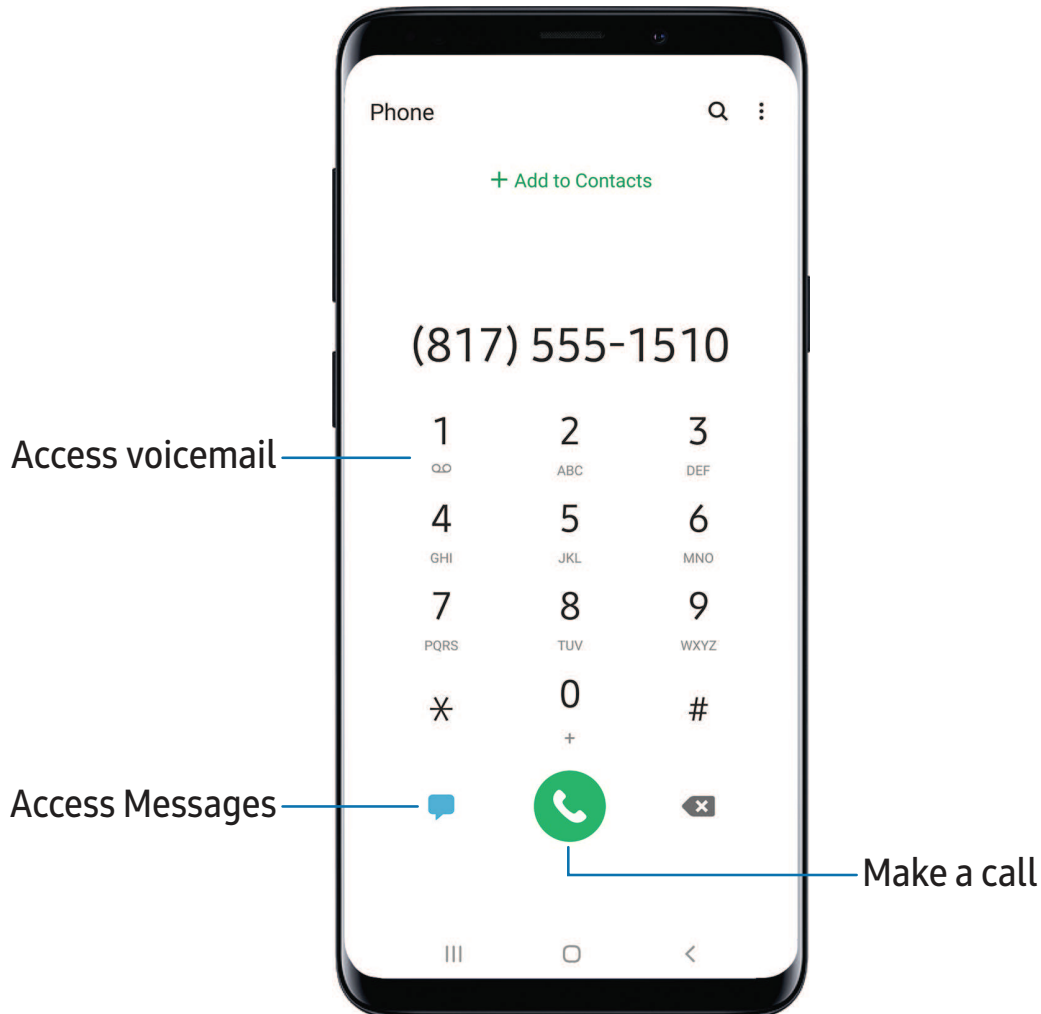 Phone
+ Add to Contacts
(817) 555-1510
1 2 3
ABC DEF
Access voicemail
4 5 6
GHI JKL MNO
7 8 9
PQRS TUV WXYZ
* 0 #
+
Access Messages
Make a call